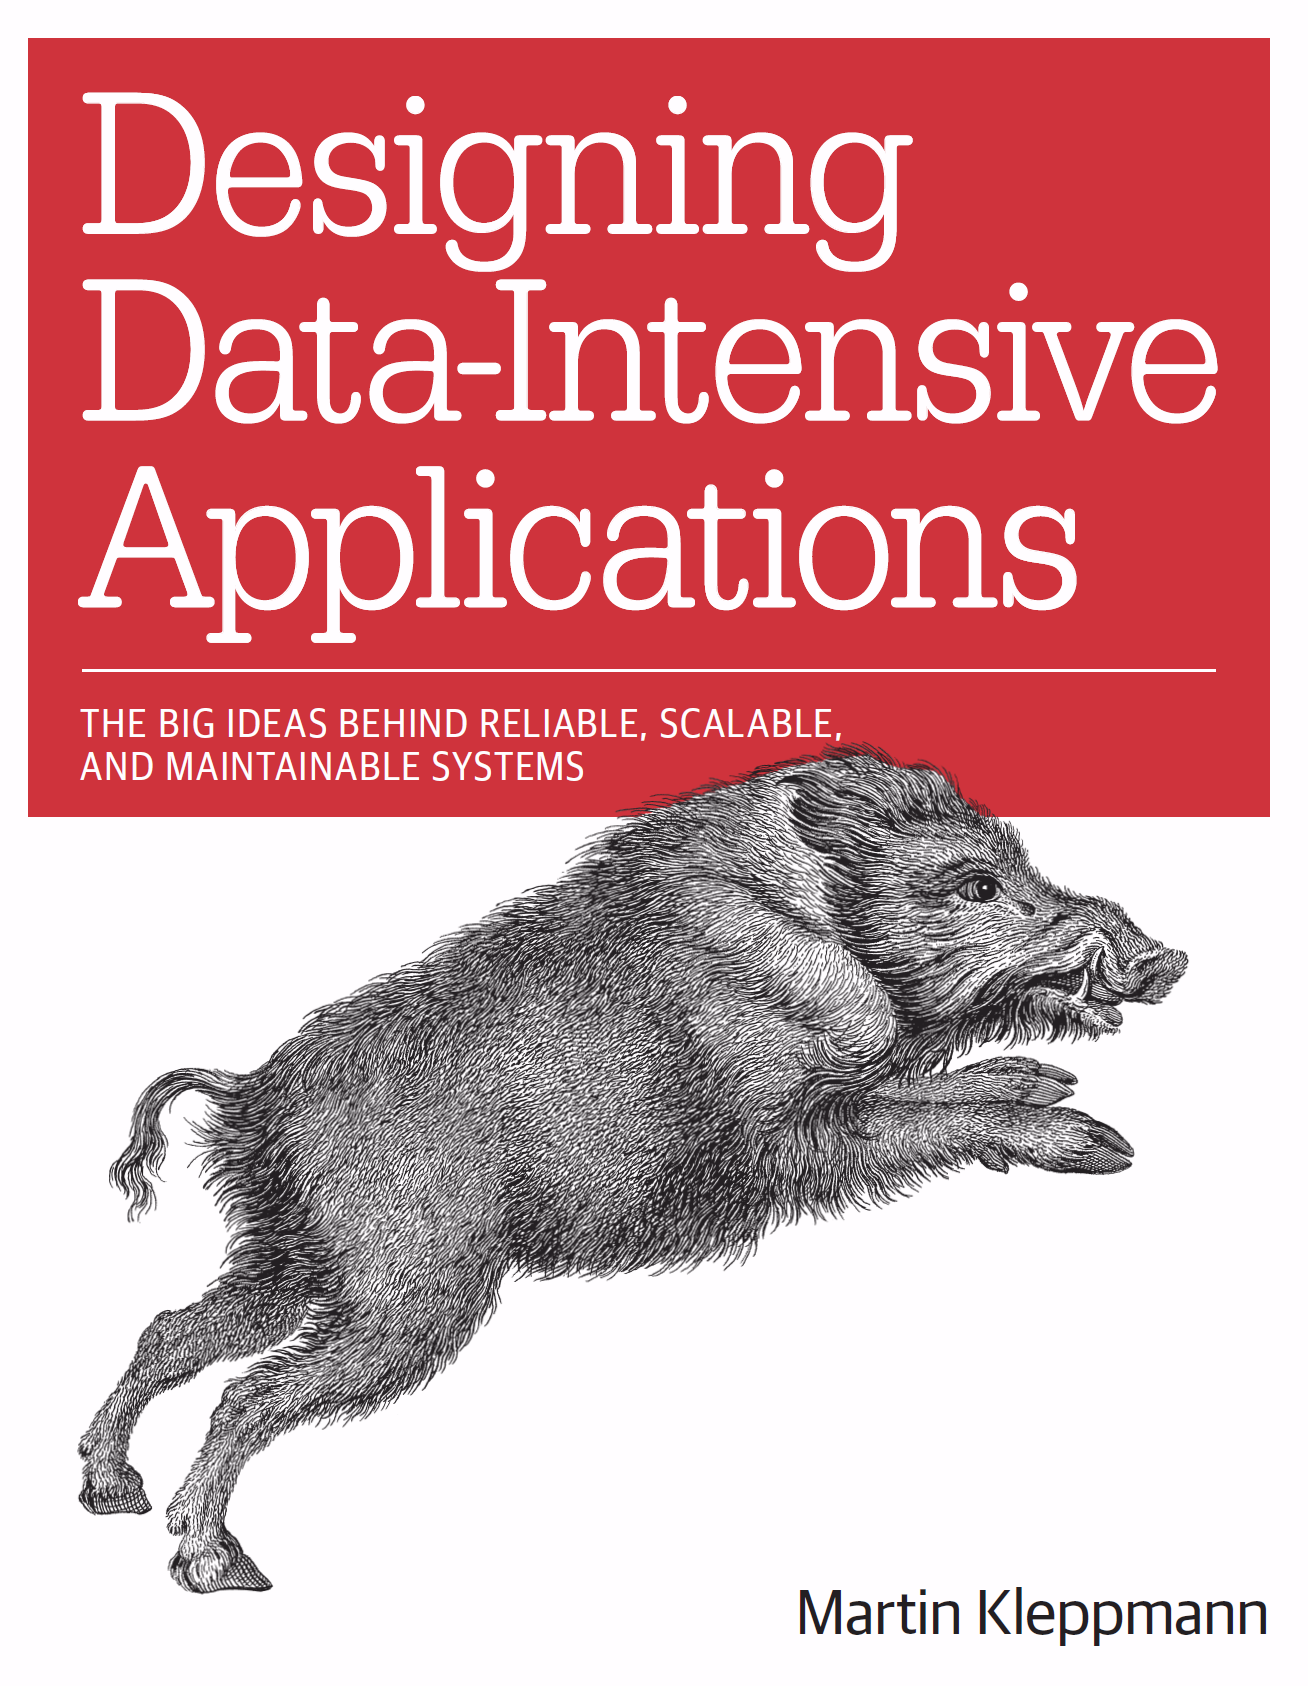 Designing
Data-Intensive
Applications
THE BIG IDEAS BEHIND RELIABLE, SCALABLE,
AND MAINTAINABLE SYSTEMS
Martin Kleppmann